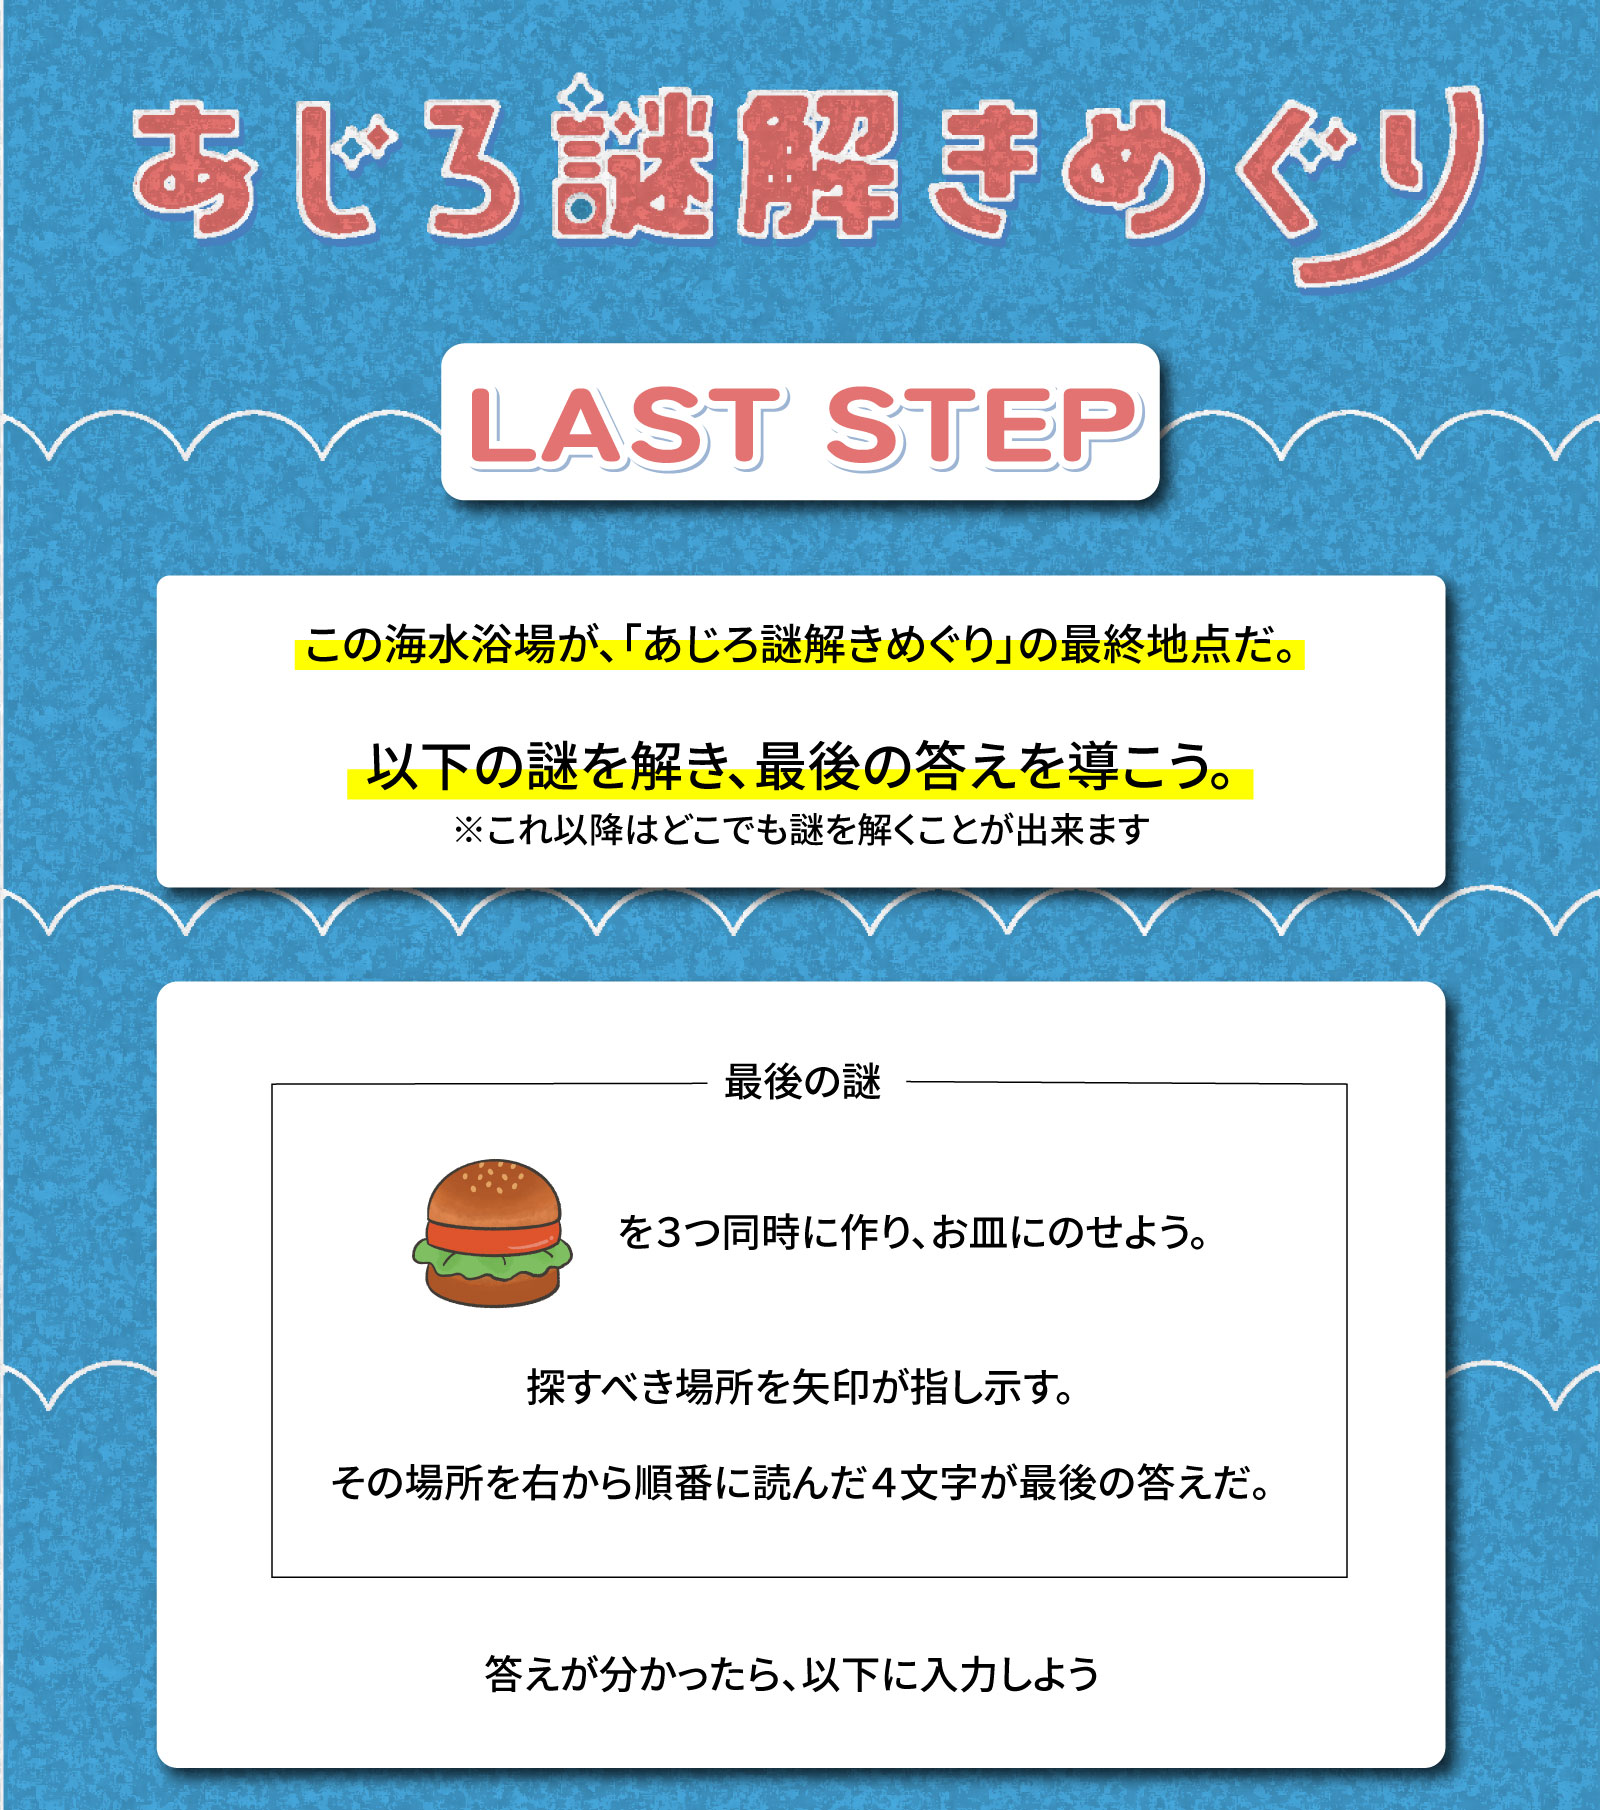 あじろ謎解きめぐり
LAST STEP
この海水浴場が、「あじろ謎解きめぐり」の最終地点だ。
以下の謎を解き、最後の答えを導こう。
※これ以降はどこでも謎を解くことが出来ます
最後の謎
を３つ同時に作り、お皿にのせよう。
探すべき場所を矢印が指し示す。
その場所を右から順番に読んだ４文字が最後の答えだ。
答えが分かったら、以下に入力しよう